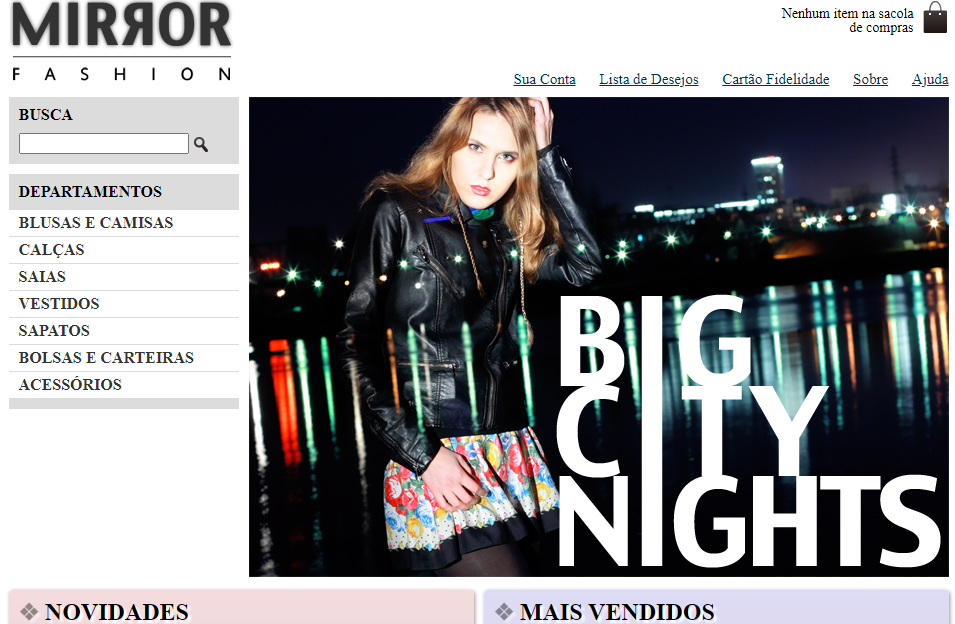 MIRROR
FASHION
Nenhum item na sacola
de compras
Sua Conta Lista de Desejos Cartão Fidelidade Sobre Ajuda
BUSCA
DEPARTAMENTOS
BLUSAS E CAMISAS
CALÇAS
SAIAS
VESTIDOS
SAPATOS
BOLSAS E CARTEIRAS
ACESSÓRIOS
BIG
CITY
NIGHTS
NOVIDADES
MAIS VENDIDOS